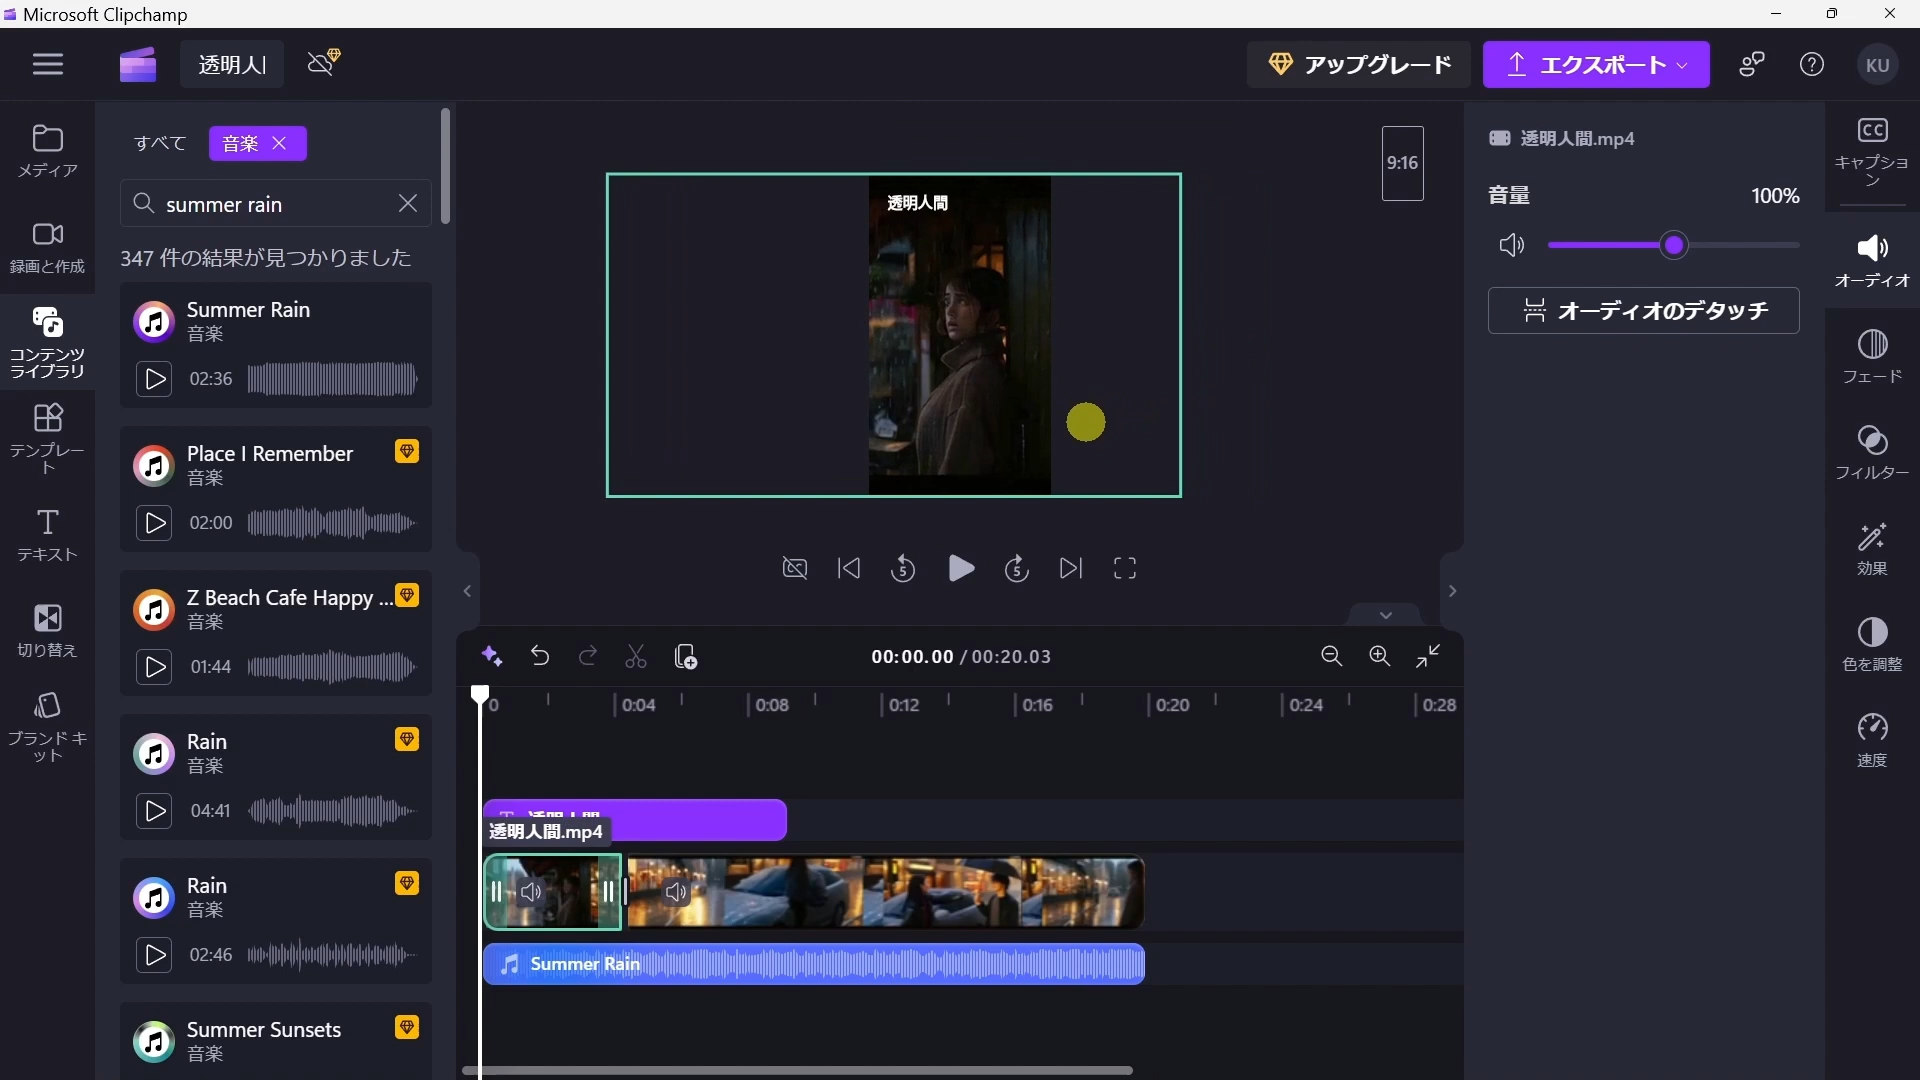 Microsoft Clipchamp
透明人
アップグレード
エクスポート
KU
メディア
録画と作成
コンテンツ
ライブラリ
テンプレー
ト
テキスト
切り替え
ブランド キ
ット
すべて
音楽
summer rain
347 件の結果が見つかりました
Summer Rain
音楽
02:36
Place I Remember
音楽
02:00
Z Beach Cafe Happy ...
音楽
01:44
Rain
音楽
04:41
Rain
音楽
02:46
Summer Sunsets
音楽
9:16
透明人間
5
5
00:00.00 / 00:20.03
0
0:04
0:08
0:12
0:16
0:20
0:24
0:28
透明人間
透明人間.mp4
Summer Rain
透明人間.mp4
音量
100%
オーディオのデタッチ
CC
キャプショ
ン
オーディオ
フェード
フィルター
効果
色を調整
速度